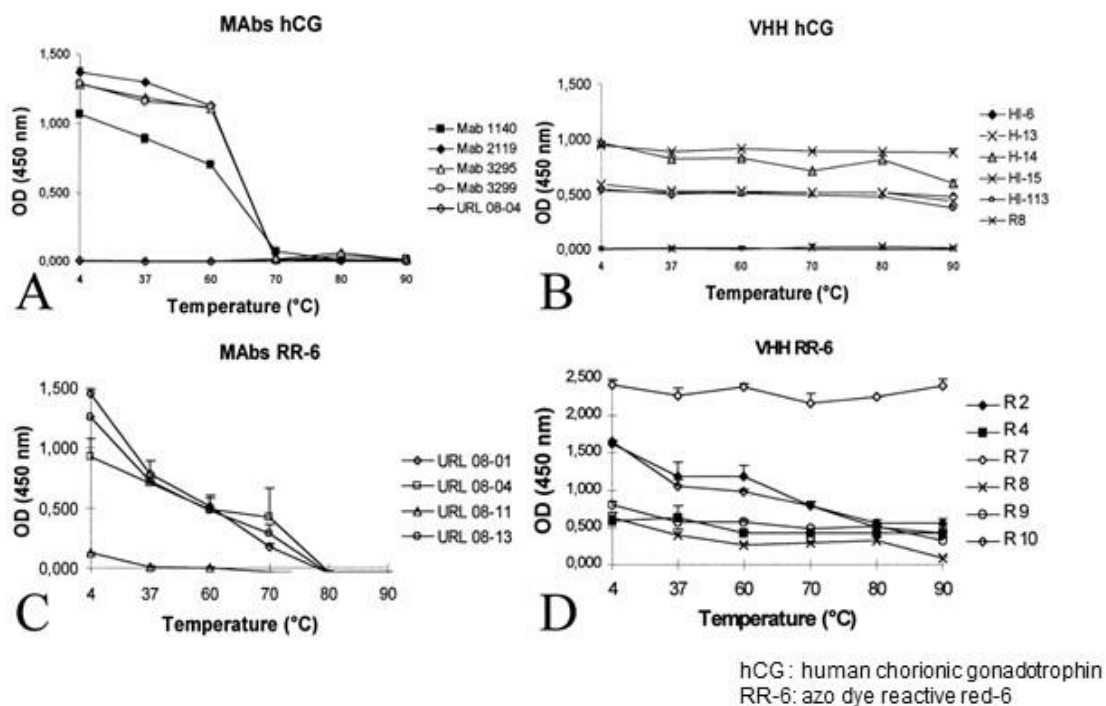 MAbs hCG
1,500
1,000
0,500
0,000
OD (450 nm)
4 37 60 70 80 90
Temperature (°C)
Mab 1140
Mab 2119
Mab 3295
Mab 3299
URL 08-04
A
VHH hCG
1,500
1,000
0,500
0,000
OD (450 nm)
4 37 60 70 80 90
Temperature (°C)
HI-6
H-13
H-14
HI-15
HI-113
R8
B
MAbs RR-6
1,500
1,000
0,500
0,000
OD (450 nm)
4 37 60 70 80 90
Temperature (°C)
URL 08-01
URL 08-04
URL 08-11
URL 08-13
C
VHH RR-6
2,500
2,000
1,500
1,000
0,500
0,000
OD (450 nm)
4 37 60 70 80 90
Temperature (°C)
R2
R4
R7
R8
R9
R10
D
hCG : human chorionic gonadotrophin
RR-6: azo dye reactive red-6